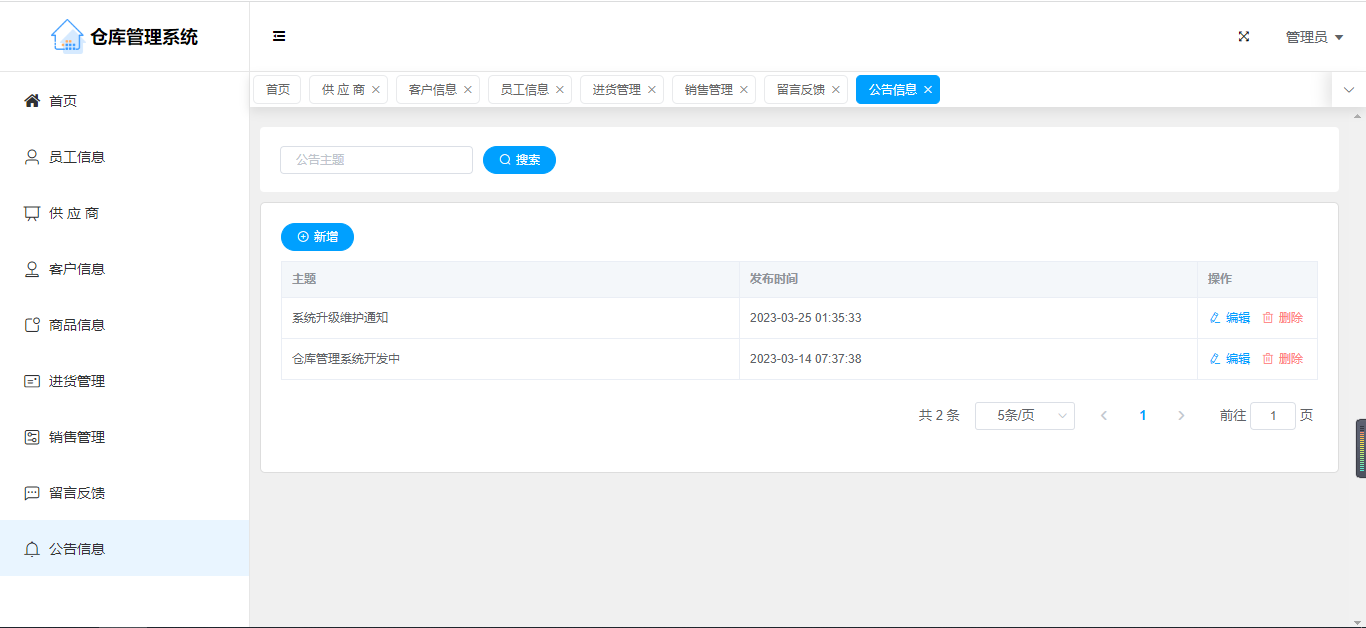 仓库管理系统
管理员
首页
员工信息
供 应 商
客户信息
商品信息
进货管理
销售管理
留言反馈
公告信息
首页 供 应 商 客户信息 员工信息 进货管理 销售管理 留言反馈 公告信息
公告主题 搜索
新增
主题 发布时间 操作
系统升级维护通知 2023-03-25 01:35:33 编辑 删除
仓库管理系统开发中 2023-03-14 07:37:38 编辑 删除
共 2 条 5条/页 1 前往 1 页